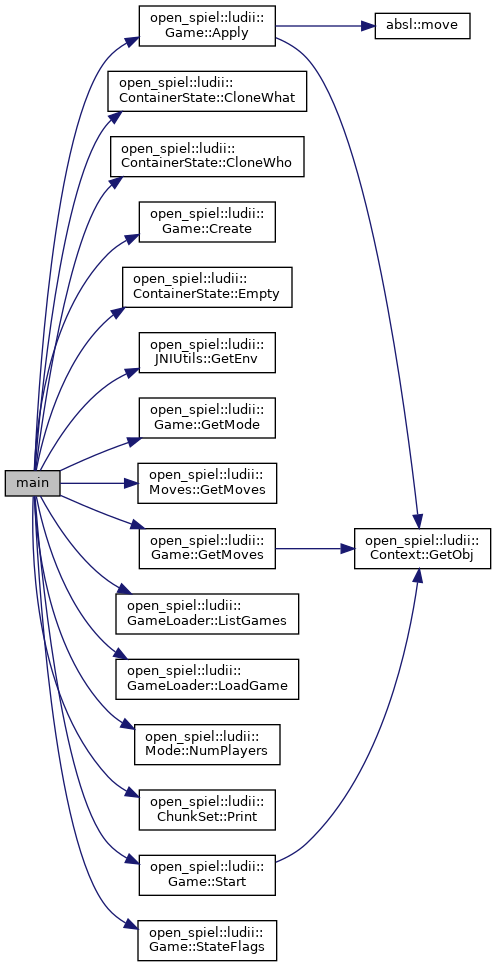 open_spiel::ludii::
Game::Apply
absl::move
open_spiel::ludii::
ContainerState::CloneWhat
open_spiel::ludii::
ContainerState::CloneWho
open_spiel::ludii::
Game::Create
open_spiel::ludii::
ContainerState::Empty
open_spiel::ludii::
JNIUtils::GetEnv
open_spiel::ludii::
Game::GetMode
main
open_spiel::ludii::
Moves::GetMoves
open_spiel::ludii::
Game::GetMoves
open_spiel::ludii::
Context::GetObj
open_spiel::ludii::
GameLoader::ListGames
open_spiel::ludii::
GameLoader::LoadGame
open_spiel::ludii::
Mode::NumPlayers
open_spiel::ludii::
ChunkSet::Print
open_spiel::ludii::
Game::Start
open_spiel::ludii::
Game::StateFlags